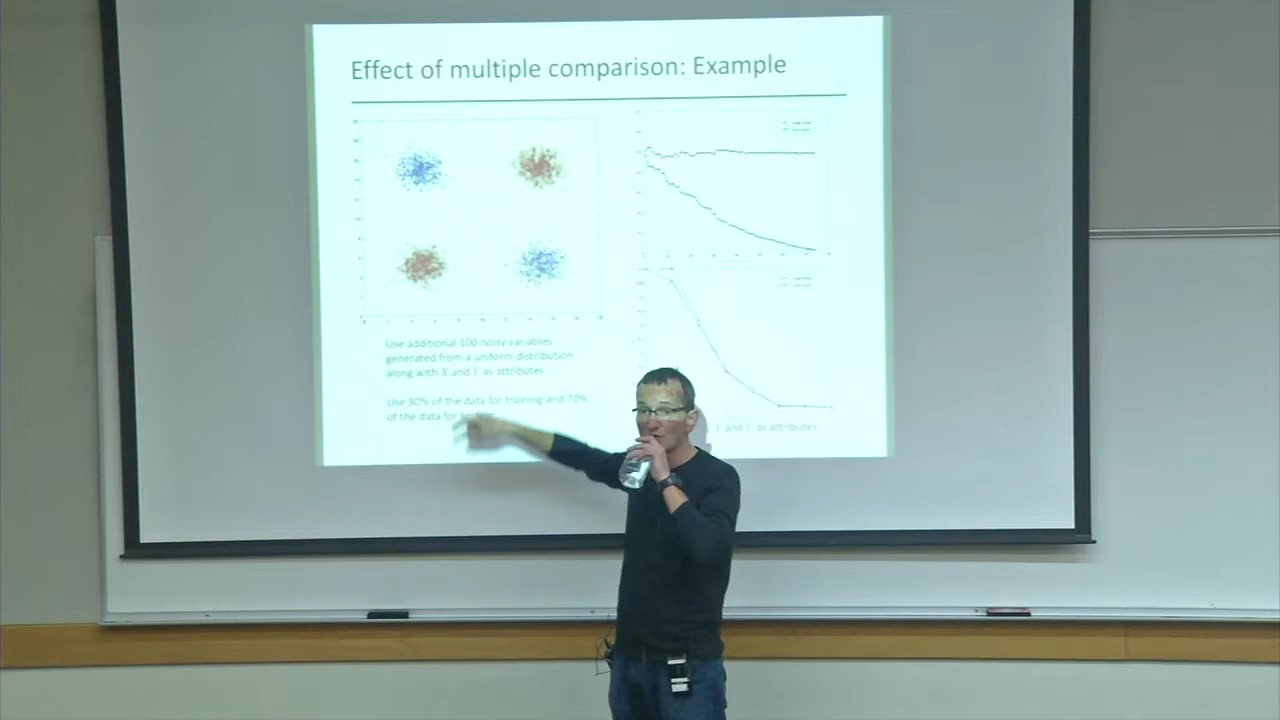 Effect of multiple comparison: Example
Use additional 100 noisy variables
generated from a uniform distribution
along with X and Y as attributes.
Use 30% of the data for training and 70%
of the data for
X and Y as attributes